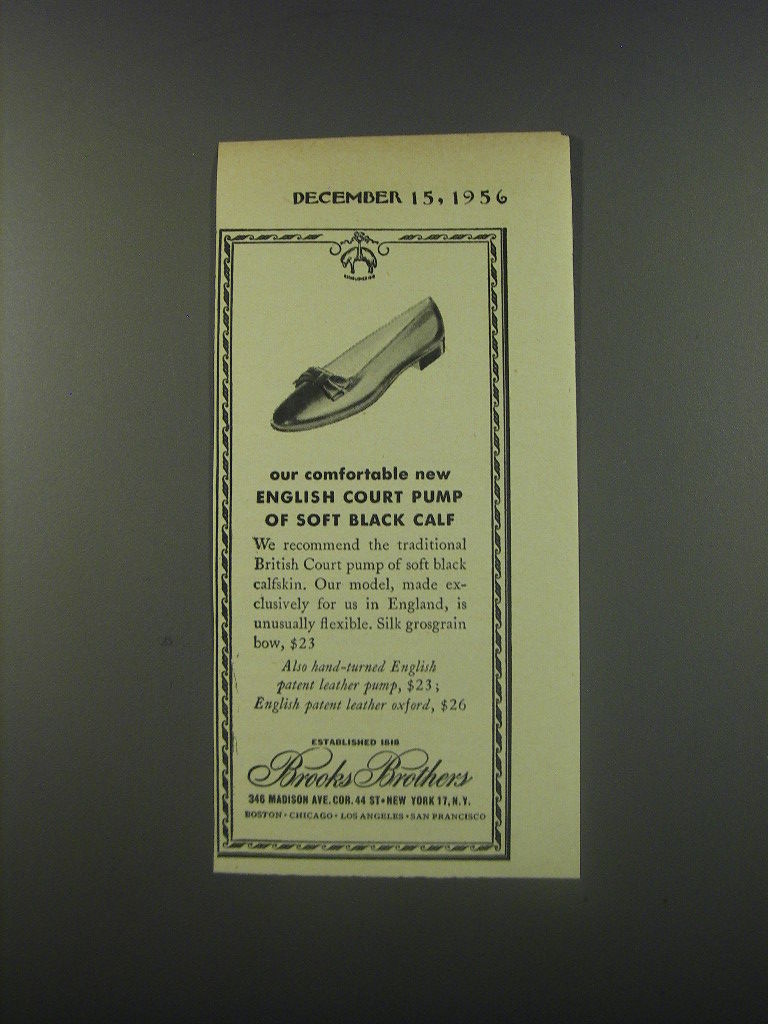 DECEMBER 15, 1956
our comfortable new
ENGLISH COURT PUMP
OF SOFT BLACK CALF
We recommend the traditional
British Court pump of soft black
calfskin. Our model, made ex-
clusively for us in England, is
unusually flexible. Silk grosgrain
bow, $23
Also hand-turned English
patent leather pump, $23;
English patent leather oxford, $26
ESTABLISHED 1818
Brooks Brothers
346 MADISON AVE. COR. 44 ST • NEW YORK 17, N. Y.
BOSTON • CHICAGO • LOS ANGELES • SAN FRANCISCO